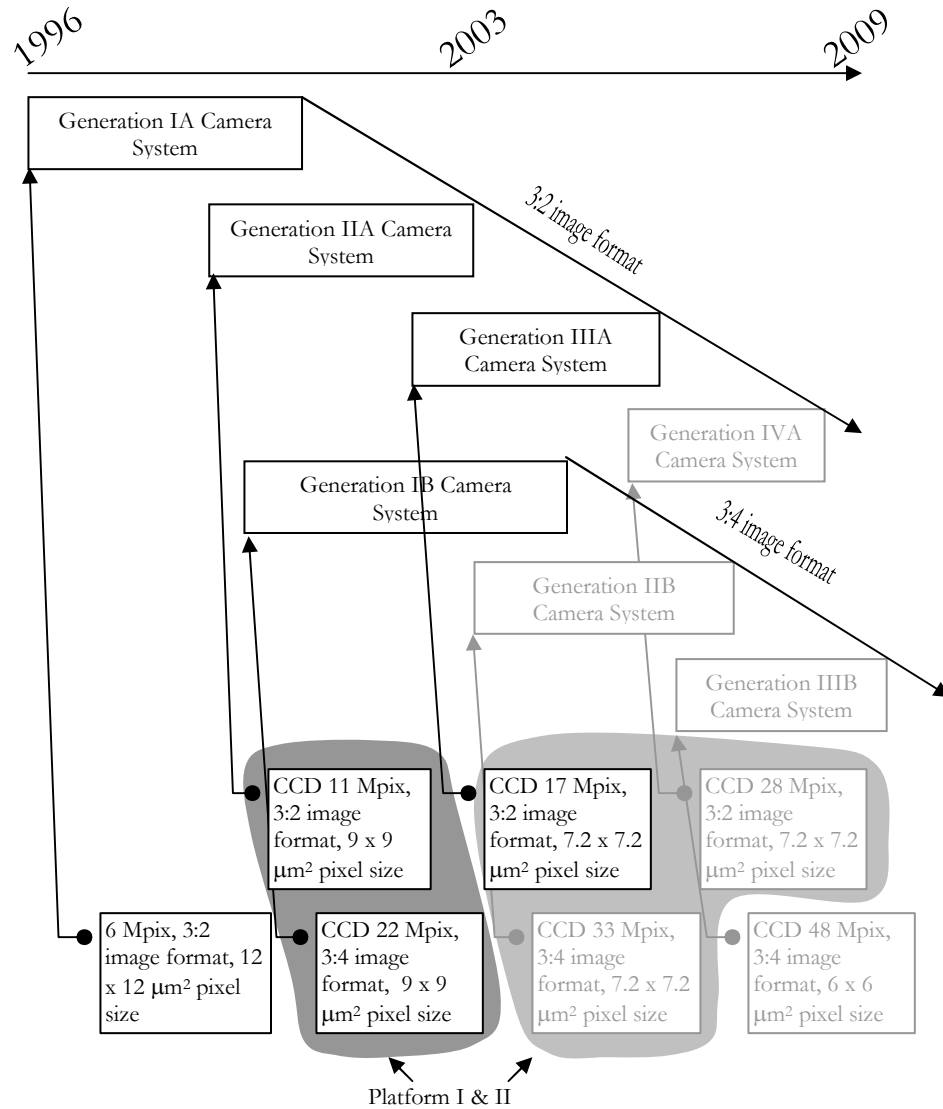 1996
2003
2009
Generation IA Camera
System
3:2 image format
Generation IIA Camera
System
Generation IIIA
Camera System
Generation IVA
Camera System
Generation IB Camera
System
3:4 image format
Generation IIB
Camera System
Generation IIIB
Camera System
CCD 11 Mpix,
3:2 image
format, 9 x 9
µm² pixel size
CCD 17 Mpix,
3:2 image
format, 7.2 x 7.2
µm² pixel size
CCD 28 Mpix,
3:2 image
format, 7.2 x 7.2
µm² pixel size
6 Mpix, 3:2
image format, 12
x 12 µm² pixel
size
CCD 22 Mpix,
3:4 image
format, 9 x 9
µm² pixel size
CCD 33 Mpix,
3:4 image
format, 7.2 x 7.2
µm² pixel size
CCD 48 Mpix,
3:4 image
format, 6 x 6
µm² pixel size
Platform I & II